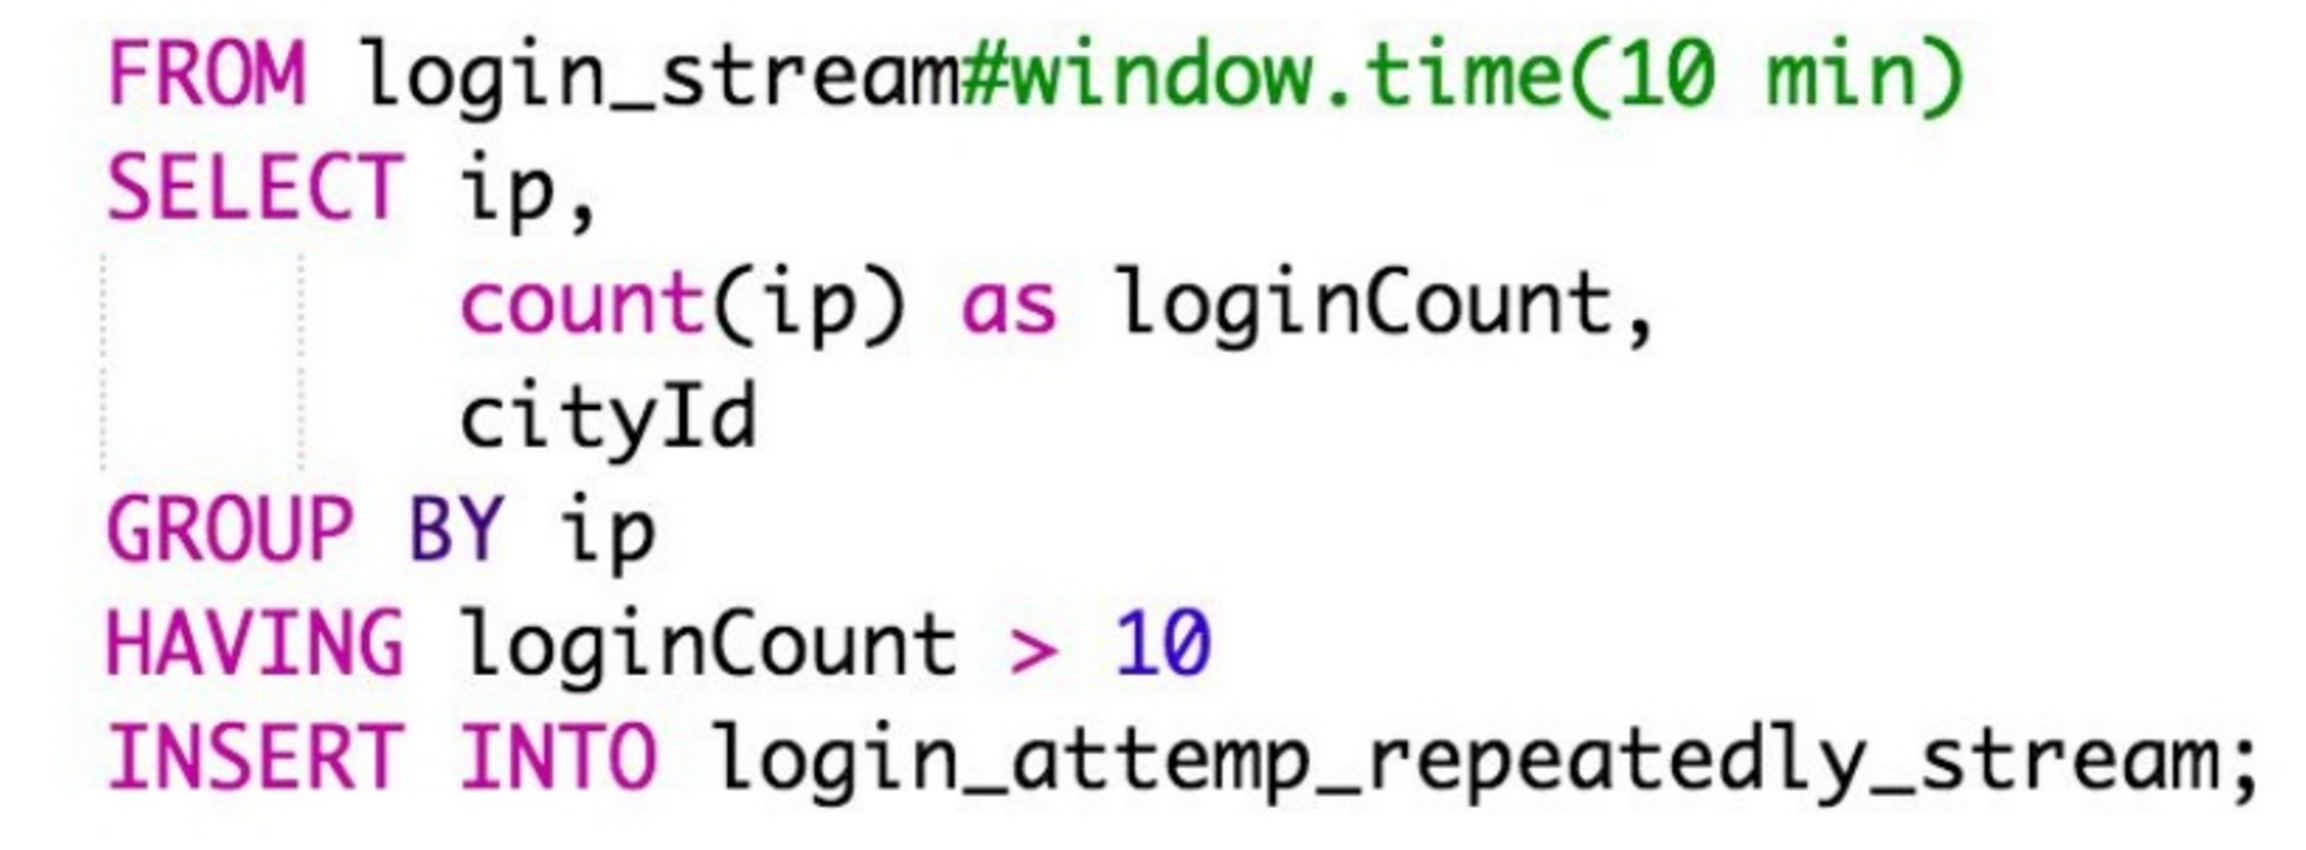 FROM login_stream#window.time(10 min)
SELECT ip,
count(ip) as loginCount,
cityId
GROUP BY ip
HAVING loginCount > 10
INSERT INTO login_attemp_repeatedly_stream;